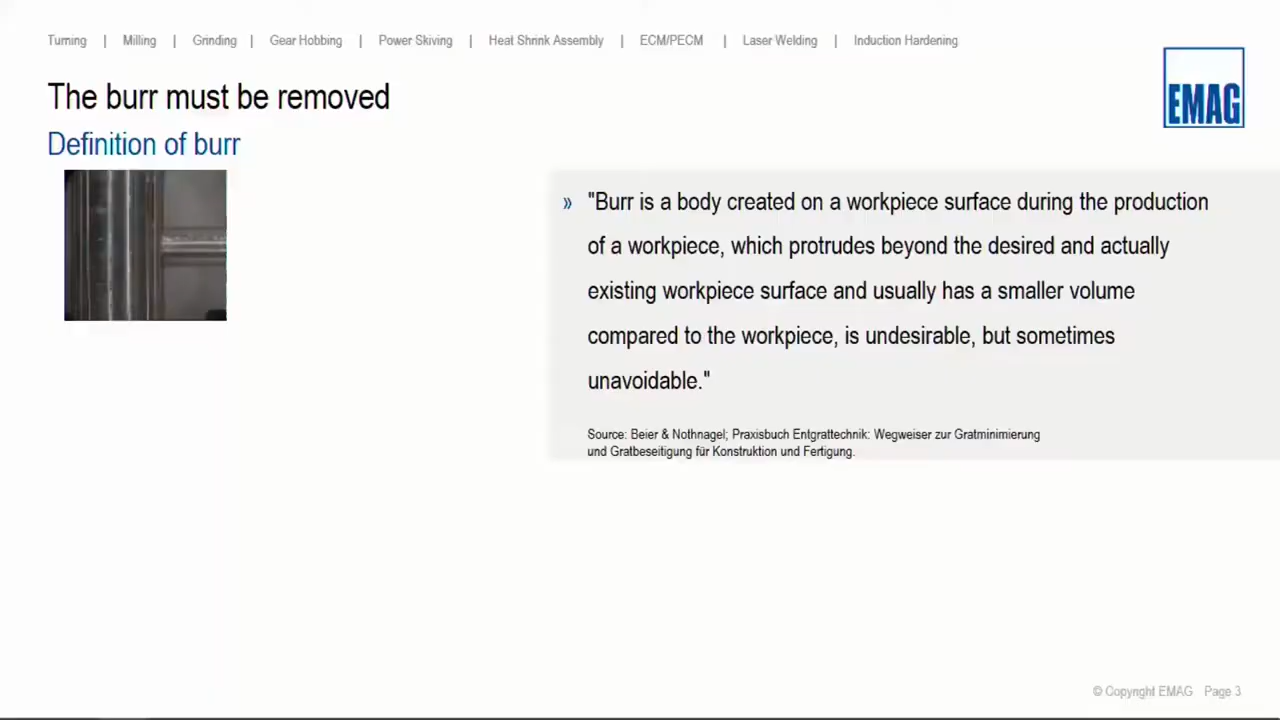 Turning | Milling | Grinding | Gear Hobbing | Power Skiving | Heat Shrink Assembly | ECM/PECM | Laser Welding | Induction Hardening
EMAG
The burr must be removed
Definition of burr
» "Burr is a body created on a workpiece surface during the production
of a workpiece, which protrudes beyond the desired and actually
existing workpiece surface and usually has a smaller volume
compared to the workpiece, is undesirable, but sometimes
unavoidable."
Source: Beier & Nothnagel; Praxisbuch Entgrattechnik: Wegweiser zur Gratminimierung
und Gratbeseitigung für Konstruktion und Fertigung.
© Copyright EMAG Page 3